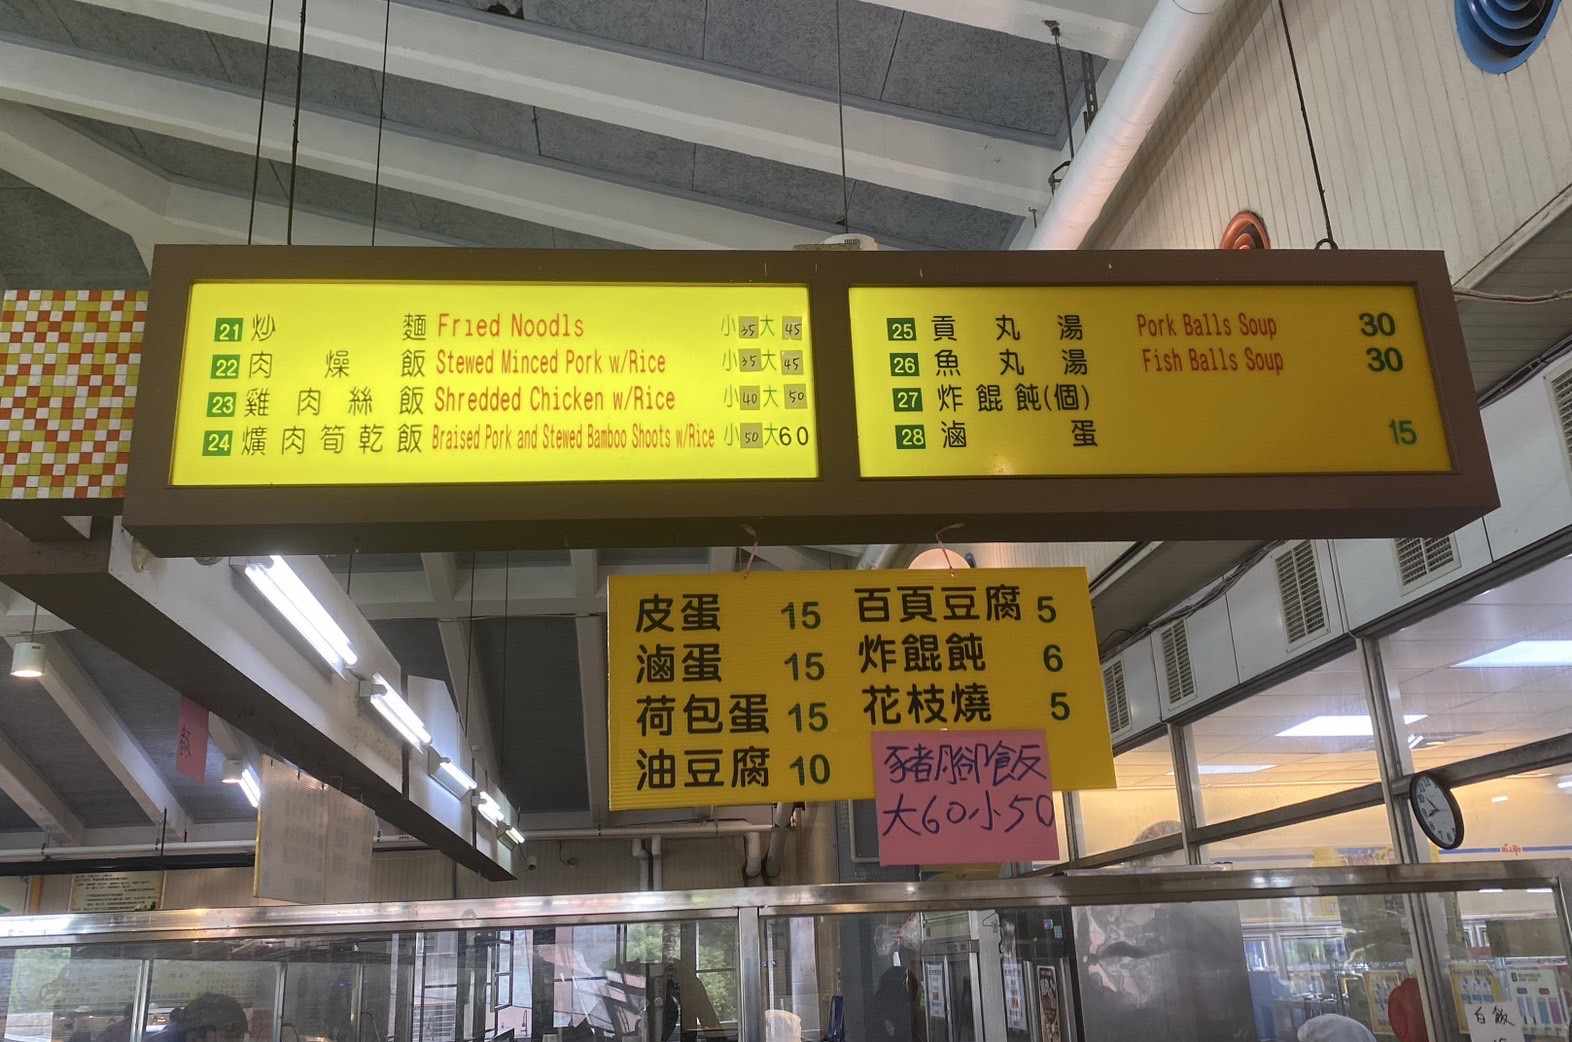 21 炒麵 Fried Noodls 小35大45
22 肉燥飯 Stewed Minced Pork w/Rice 小35大45
23 雞肉絲飯 Shredded Chicken w/Rice 小40大50
24 爌肉筍乾飯 Braised Pork and Stewed Bamboo Shoots w/Rice 小50大60
25 貢丸湯 Pork Balls Soup 30
26 魚丸湯 Fish Balls Soup 30
27 炸餛飩(個)
28 滷蛋 15
皮蛋 15 百頁豆腐 5
滷蛋 15 炸餛飩 6
荷包蛋 15 花枝燒 5
油豆腐 10
豬腳飯
大60小50
白飯